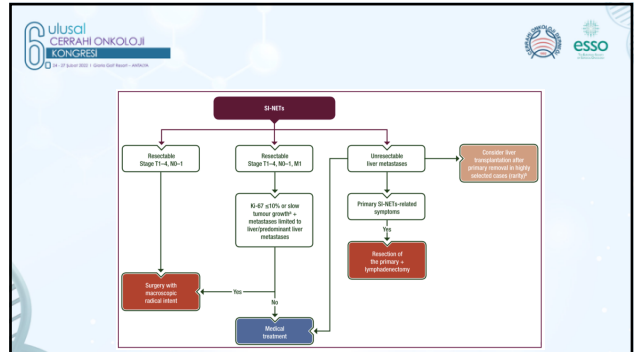 6. ulusal
CERRAHİ ONKOLOJİ
KONGRESİ
esso
SI-NETs
Resectable
Stage T1–4, N0–1
Resectable
Stage T1–4, N0–1, M1
Unresectable
liver metastases
Consider liver
transplantation after
primary removal in highly
selected cases (rarity)
Ki-67 ≤10% or slow
tumour growth +
metastases limited to
liver/predominant liver
metastases
Primary SI-NETs-related
symptoms
Yes
Resection of
the primary +
lymphadenectomy
Surgery with
macroscopic
radical intent
Yes
No
Medical
treatment